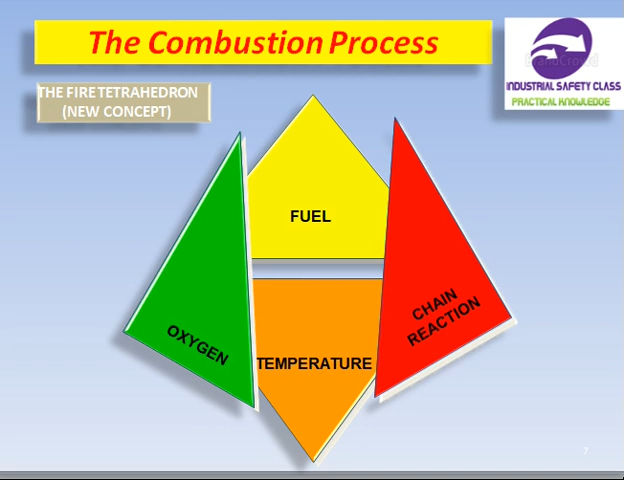 The Combustion Process
BrandCrowd
INDUSTRIAL SAFETY CLASS
PRACTICAL KNOWLEDGE
THE FIRE TETRAHEDRON
(NEW CONCEPT)
FUEL
OXYGEN
CHAIN
REACTION
TEMPERATURE
7